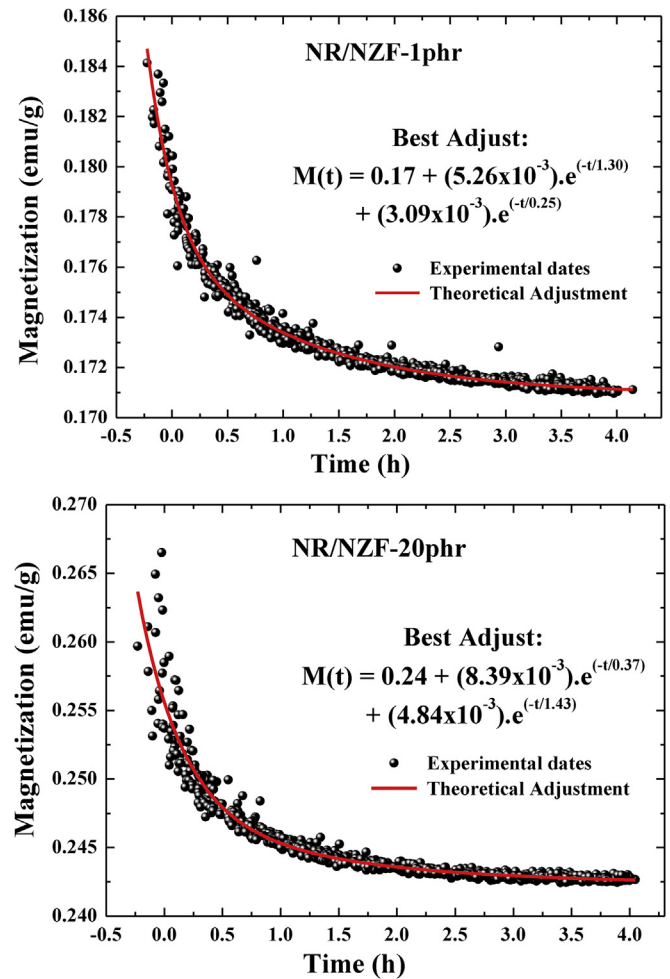 0.186
NR/NZF-1phr
0.184
0.182
Best Adjust:
0.180
M(t) = 0.17 + (5.26x10⁻³).e^(-t/1.30)
+ (3.09x10⁻³).e^(-t/0.25)
0.178
0.176
Experimental dates
Theoretical Adjustment
0.174
0.172
0.170
Magnetization (emu/g)
-0.5 0.0 0.5 1.0 1.5 2.0 2.5 3.0 3.5 4.0
Time (h)
0.270
NR/NZF-20phr
0.265
Best Adjust:
0.260
M(t) = 0.24 + (8.39x10⁻³).e^(-t/0.37)
+ (4.84x10⁻³).e^(-t/1.43)
0.255
0.250
Experimental dates
Theoretical Adjustment
0.245
0.240
Magnetization (emu/g)
-0.5 0.0 0.5 1.0 1.5 2.0 2.5 3.0 3.5 4.0
Time (h)